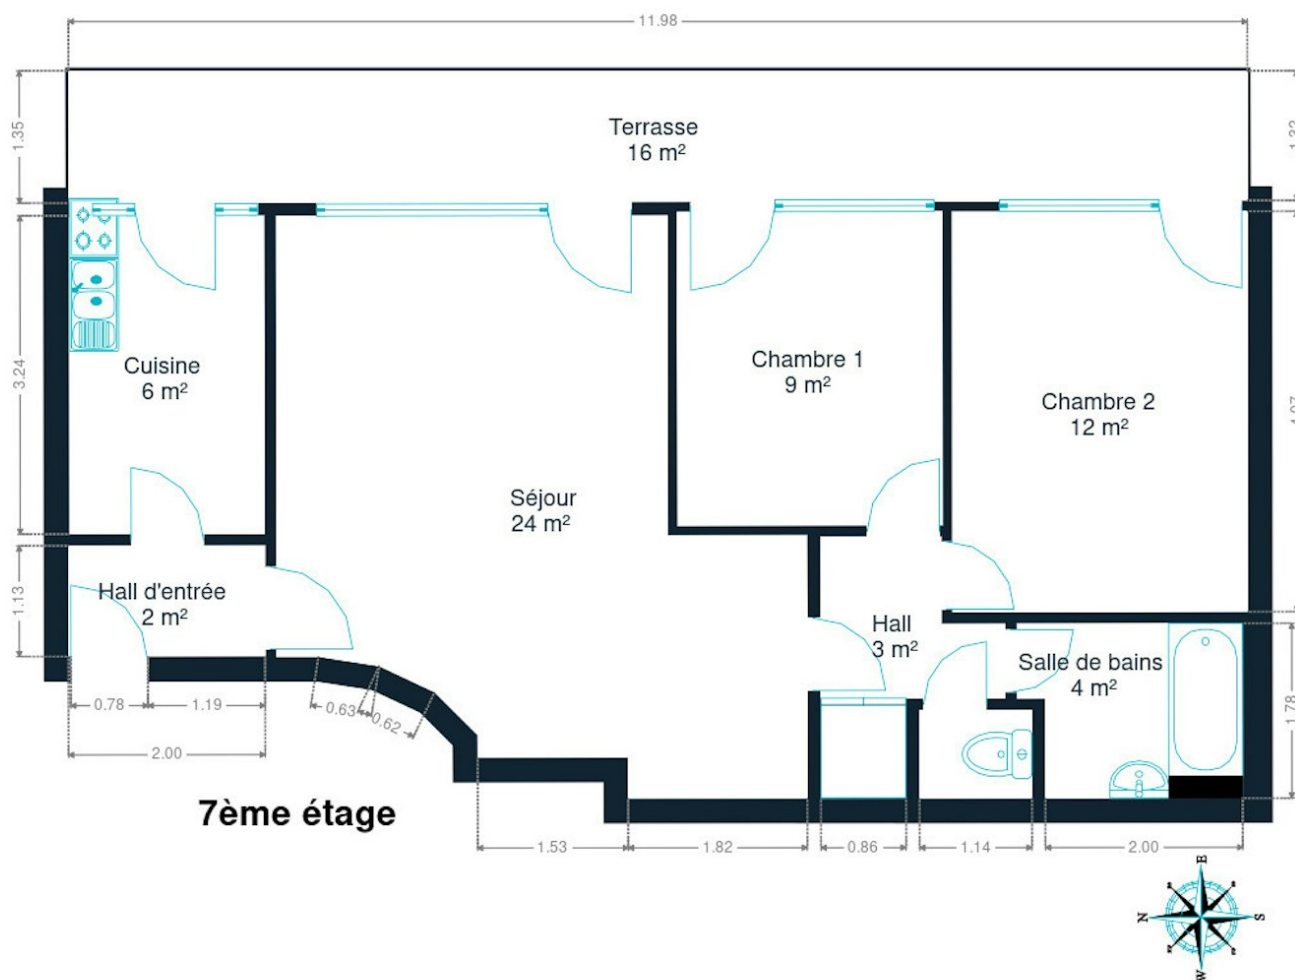 11.98
Terrasse
16 m²
1.35
Cuisine
6 m²
3.24
Chambre 1
9 m²
Chambre 2
12 m²
Séjour
24 m²
Hall d'entrée
2 m²
1.13
Hall
3 m²
Salle de bains
4 m²
1.78
0.78
1.19
0.63
0.62
2.00
7ème étage
1.53
1.82
0.86
1.14
2.00
E
N
S
W